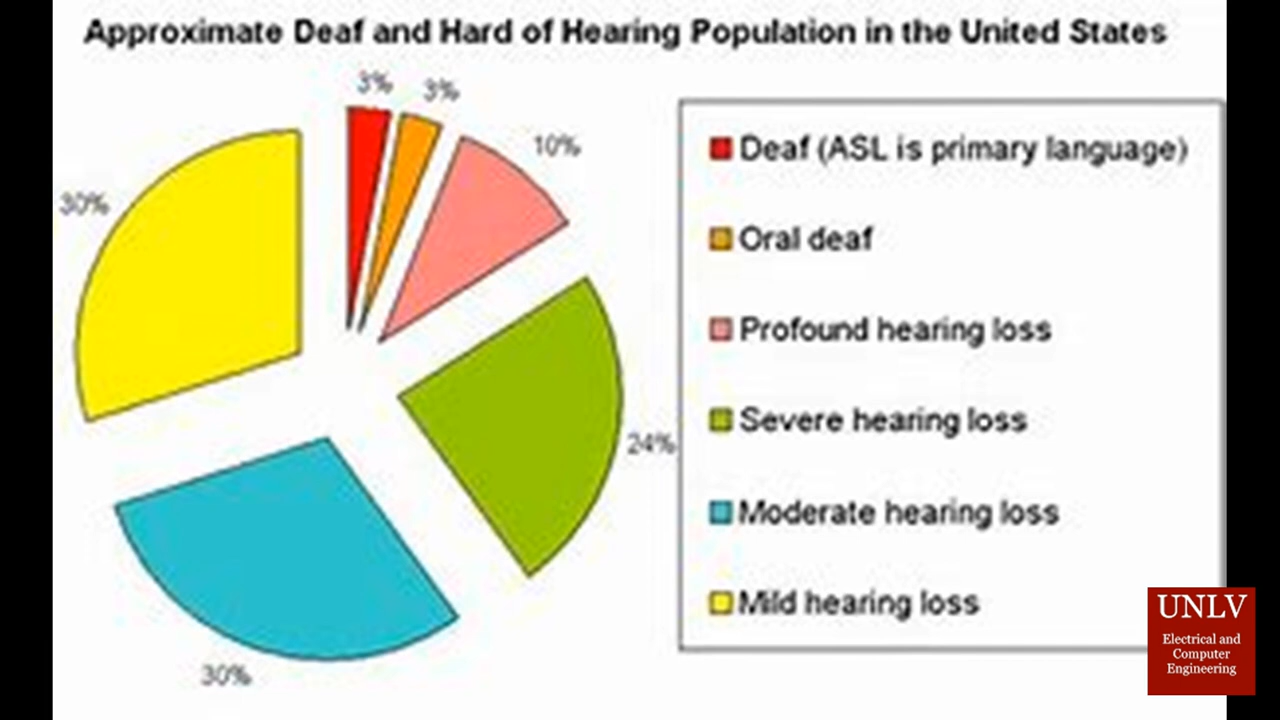 Approximate Deaf and Hard of Hearing Population in the United States
3%
3%
10%
30%
24%
30%
Deaf (ASL is primary language)
Oral deaf
Profound hearing loss
Severe hearing loss
Moderate hearing loss
Mild hearing loss
UNLV
Electrical and
Computer
Engineering